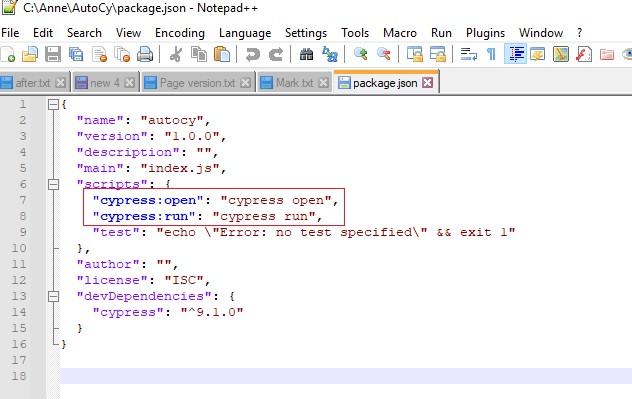 C:\Anne\AutoCy\package.json - Notepad++
File Edit Search View Encoding Language Settings Tools Macro Run Plugins Window ?
after.txt new 4 Page version.txt Mark.txt package.json
1 {
2 "name": "autocy",
3 "version": "1.0.0",
4 "description": "",
5 "main": "index.js",
6 "scripts": {
7 "cypress:open": "cypress open",
8 "cypress:run": "cypress run",
9 "test": "echo \"Error: no test specified\" && exit 1"
10 },
11 "author": "",
12 "license": "ISC",
13 "devDependencies": {
14 "cypress": "^9.1.0"
15 }
16 }
17
18